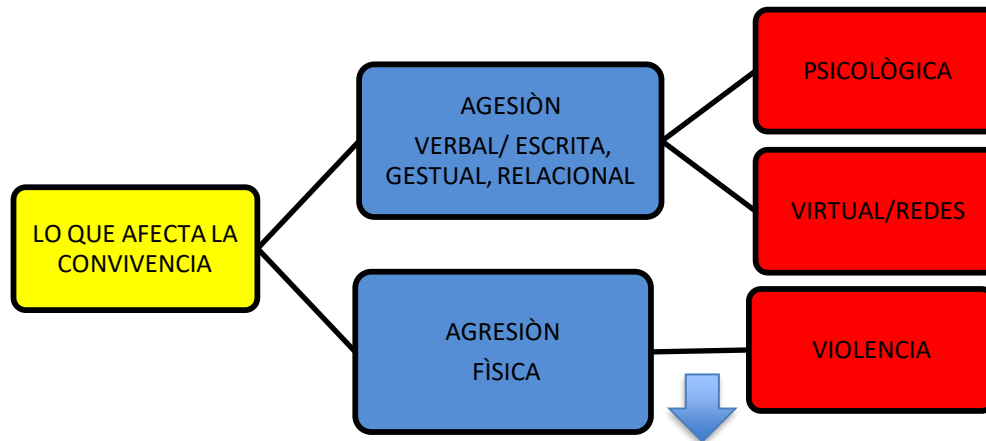 LO QUE AFECTA LA
CONVIVENCIA
AGESIÒN
VERBAL/ ESCRITA,
GESTUAL, RELACIONAL
AGRESIÒN
FÌSICA
PSICOLÒGICA
VIRTUAL/REDES
VIOLENCIA